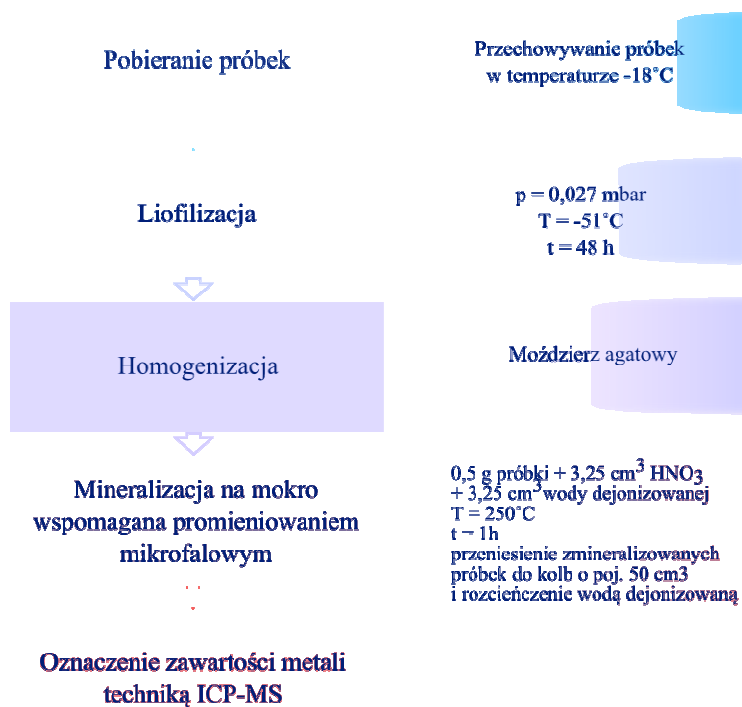 Pobieranie próbek
Przechowywanie próbek
w temperaturze -18°C
Liofilizacja
p = 0,027 mbar
T = -51°C
t = 48 h
Homogenizacja
Moździerz agatowy
Mineralizacja na mokro
wspomagana promieniowaniem
mikrofalowym
0,5 g próbki + 3,25 cm³ HNO3
+ 3,25 cm³ wody dejonizowanej
T = 250°C
t = 1h
przeniesienie zmineralizowanych
próbek do kolb o poj. 50 cm3
i rozcieńczenie wodą dejonizowaną
Oznaczenie zawartości metali
techniką ICP-MS